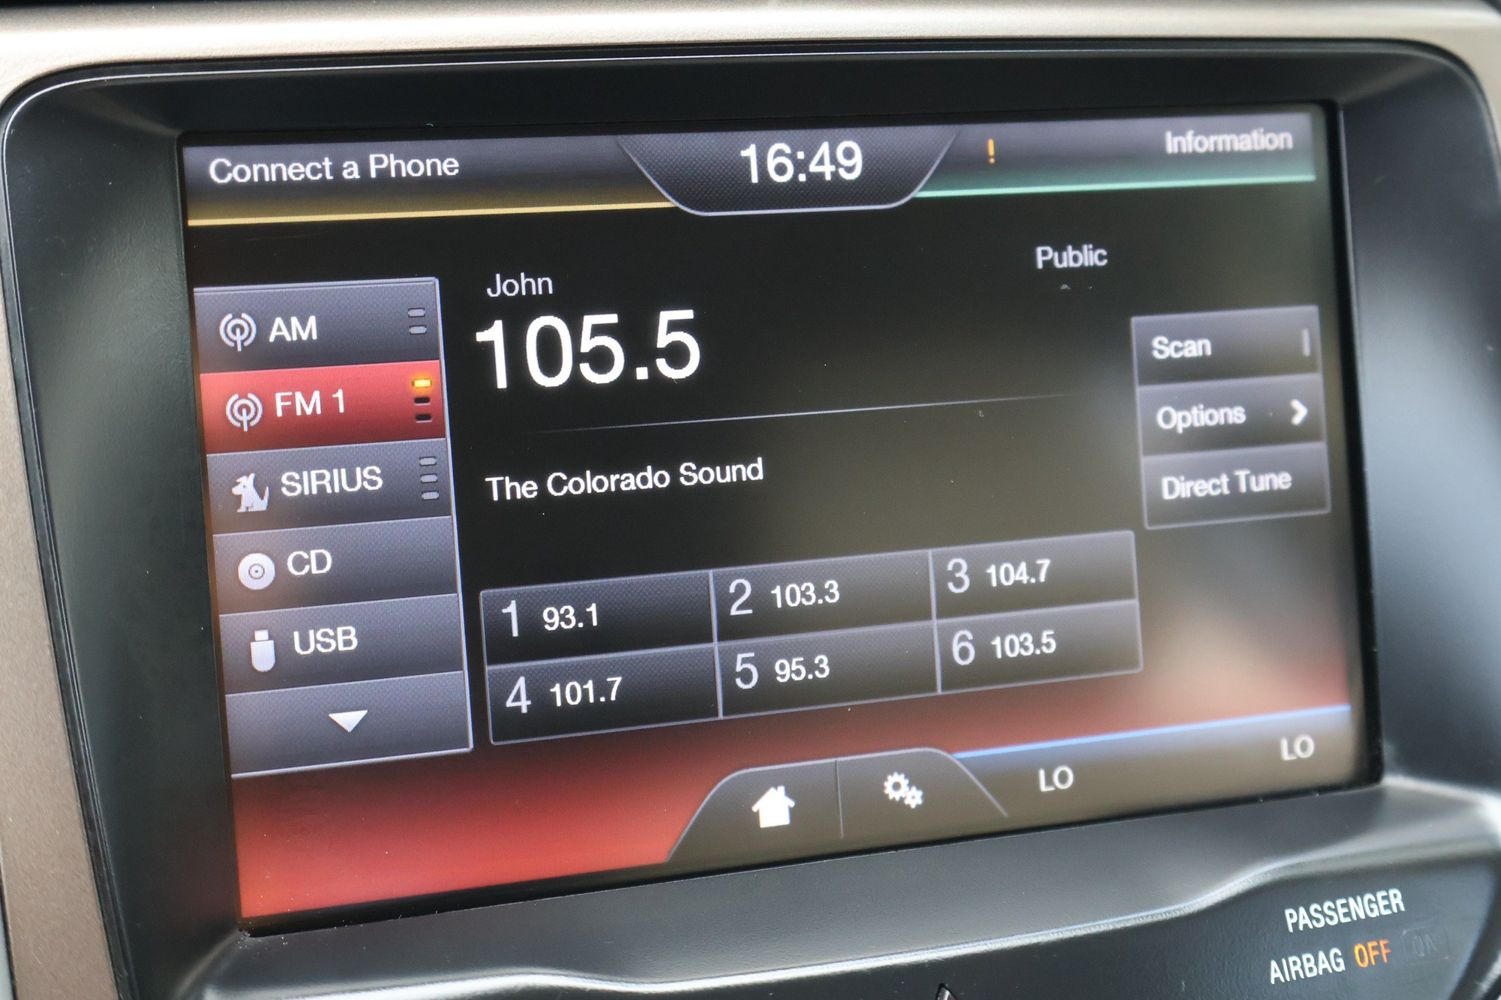 Connect a Phone
16:49
!
Information
John
Public
105.5
The Colorado Sound
AM
FM 1
SIRIUS
CD
USB
Scan
Options
Direct Tune
1 93.1
2 103.3
3 104.7
4 101.7
5 95.3
6 103.5
LO
LO
PASSENGER
AIRBAG OFF ON